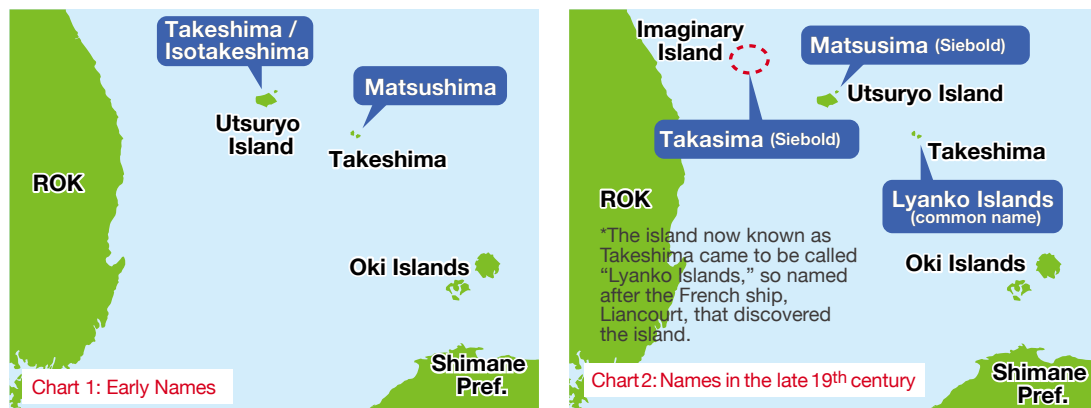 Takeshima /
Isotakeshima
Matsushima
Utsuryo
Island
Takeshima
ROK
Oki Islands
Shimane
Pref.
Chart 1: Early Names
Imaginary
Island
Matsusima (Siebold)
Utsuryo Island
Takasima (Siebold)
Takeshima
ROK
Lyanko Islands
(common name)
*The island now known as
Takeshima came to be called
“Lyanko Islands,” so named
after the French ship,
Liancourt, that discovered
the island.
Oki Islands
Shimane
Pref.
Chart 2: Names in the late 19th century